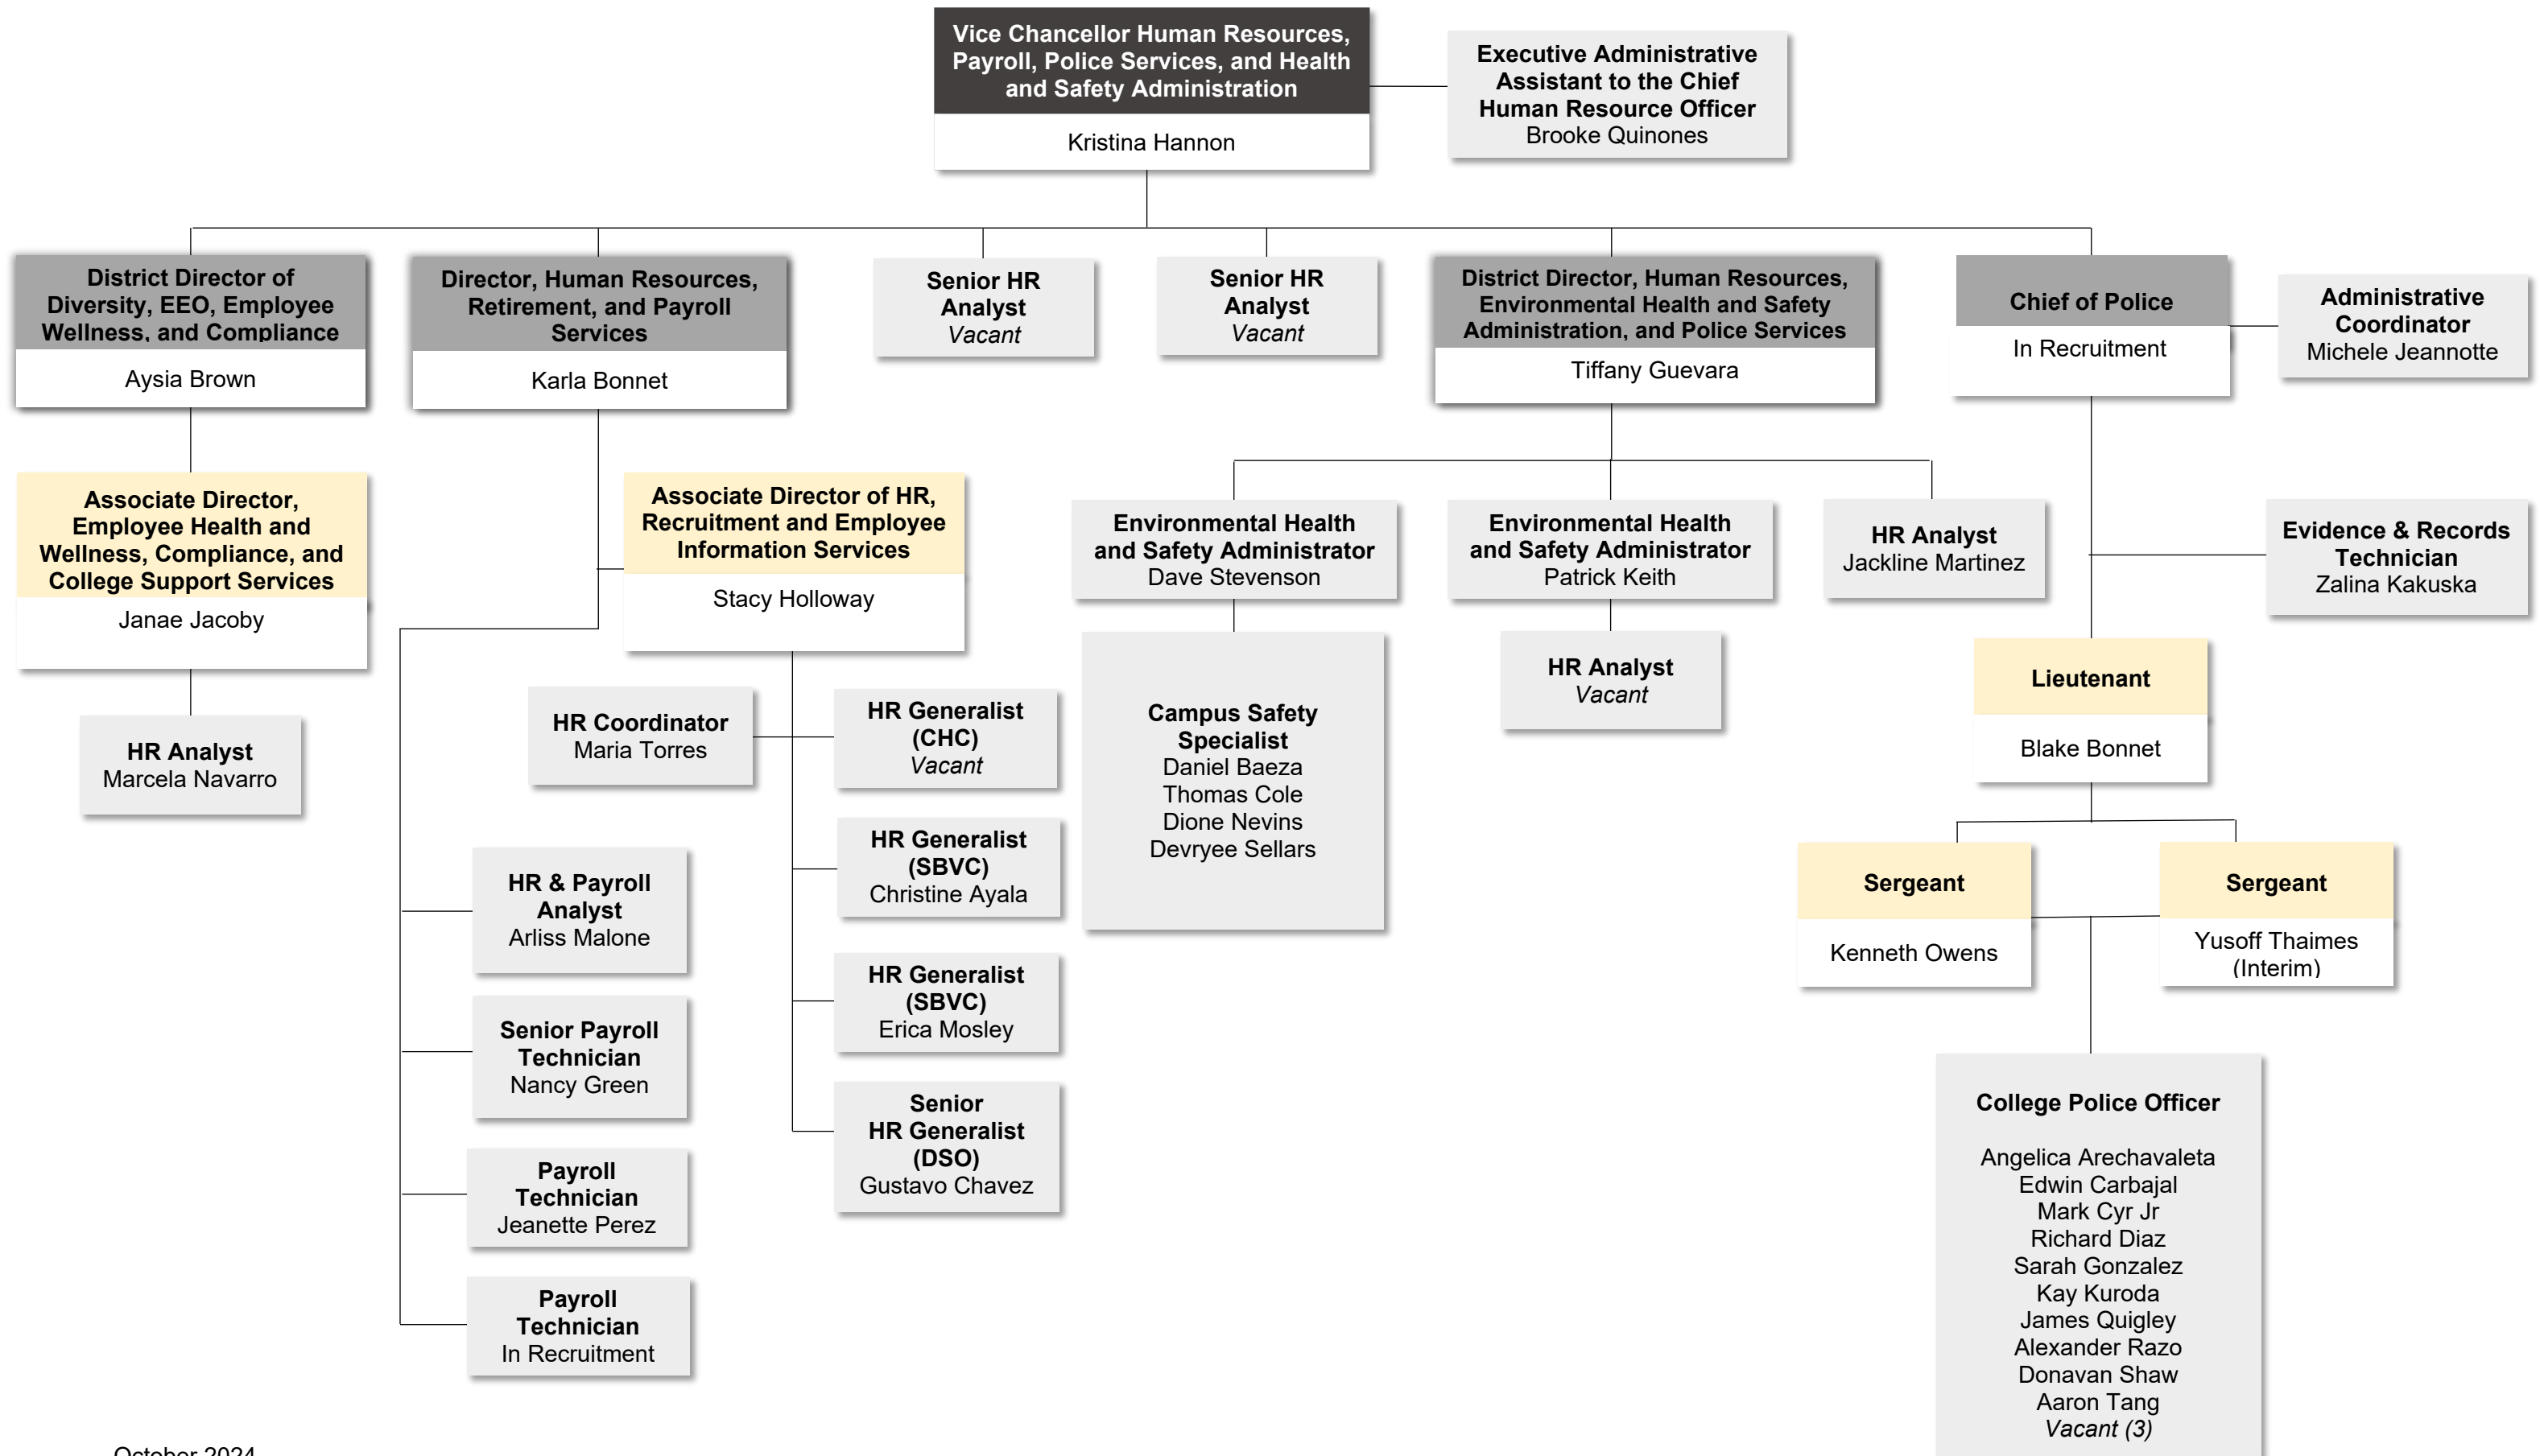 Vice Chancellor Human Resources,
Payroll, Police Services, and Health
and Safety Administration
Kristina Hannon
Executive Administrative
Assistant to the Chief
Human Resource Officer
Brooke Quinones
District Director of
Diversity, EEO, Employee
Wellness, and Compliance
Aysia Brown
Director, Human Resources,
Retirement, and Payroll
Services
Karla Bonnet
Senior HR
Analyst
Vacant
Senior HR
Analyst
Vacant
District Director, Human Resources,
Environmental Health and Safety
Administration, and Police Services
Tiffany Guevara
Chief of Police
In Recruitment
Administrative
Coordinator
Michele Jeannotte
Associate Director,
Employee Health and
Wellness, Compliance, and
College Support Services
Janae Jacoby
Associate Director of HR,
Recruitment and Employee
Information Services
Stacy Holloway
Environmental Health
and Safety Administrator
Dave Stevenson
Environmental Health
and Safety Administrator
Patrick Keith
HR Analyst
Jackline Martinez
Evidence & Records
Technician
Zalina Kakuska
HR Analyst
Marcela Navarro
HR Coordinator
Maria Torres
HR Generalist
(CHC)
Vacant
Campus Safety
Specialist
Daniel Baeza
Thomas Cole
Dione Nevins
Devryee Sellars
HR Analyst
Vacant
Lieutenant
Blake Bonnet
HR & Payroll
Analyst
Arliss Malone
HR Generalist
(SBVC)
Christine Ayala
Sergeant
Kenneth Owens
Sergeant
Yusoff Thaimes
(Interim)
Senior Payroll
Technician
Nancy Green
HR Generalist
(SBVC)
Erica Mosley
Payroll
Technician
Jeanette Perez
Senior
HR Generalist
(DSO)
Gustavo Chavez
Payroll
Technician
In Recruitment
College Police Officer
Angelica Arechavaleta
Edwin Carbajal
Mark Cyr Jr
Richard Diaz
Sarah Gonzalez
Kay Kuroda
James Quigley
Alexander Razo
Donavan Shaw
Aaron Tang
Vacant (3)
October 2024